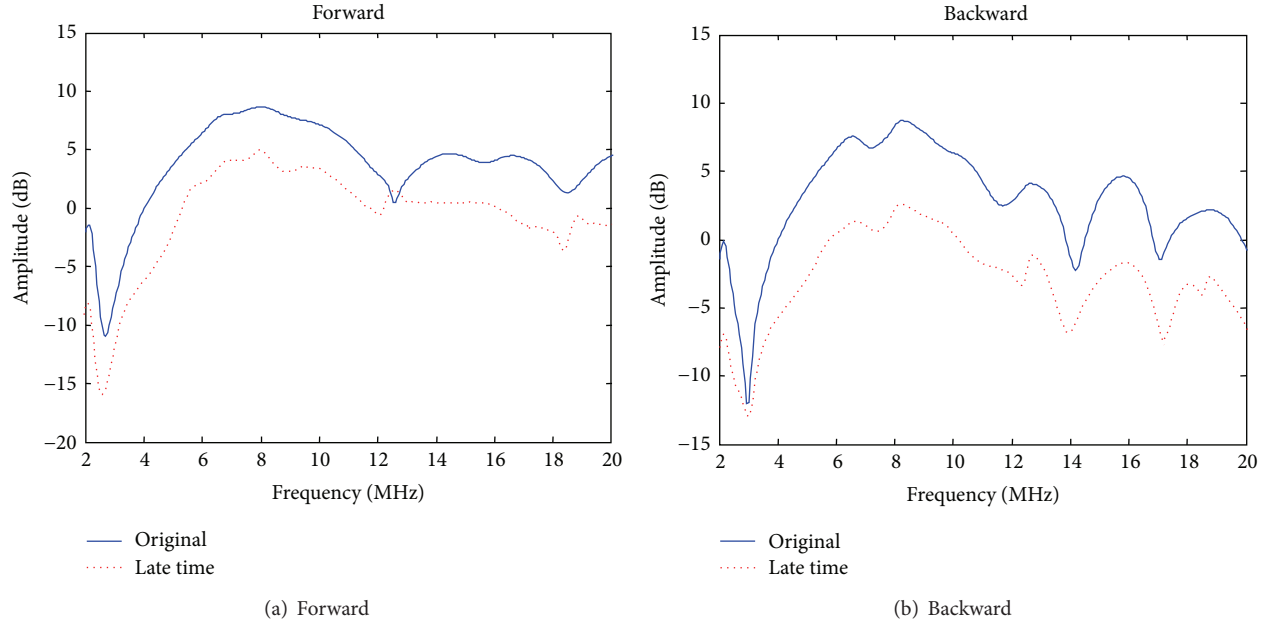 Forward
15
10
5
0
−5
−10
−15
−20
Amplitude (dB)
2 4 6 8 10 12 14 16 18 20
Frequency (MHz)
Original
Late time
(a) Forward
Backward
15
10
5
0
−5
−10
−15
Amplitude (dB)
2 4 6 8 10 12 14 16 18 20
Frequency (MHz)
Original
Late time
(b) Backward